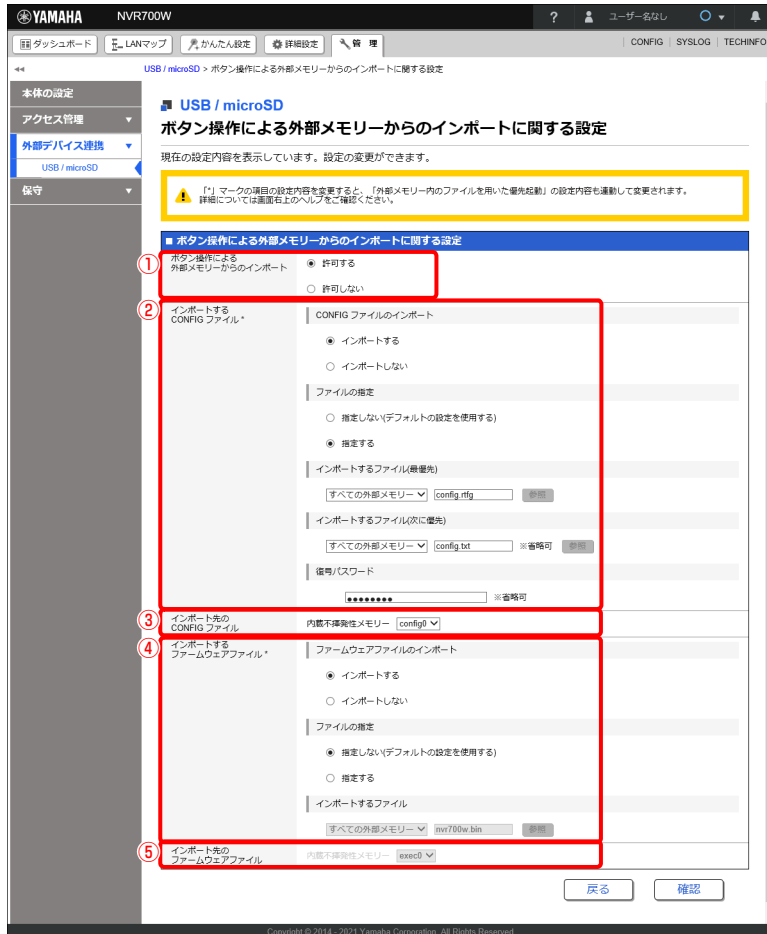 YAMAHA NVR700W ? ユーザー名なし
ダッシュボード LANマップ かんたん設定 詳細設定 管 理 CONFIG | SYSLOG | TECHINFO
◂◂ USB / microSD > ボタン操作による外部メモリーからのインポートに関する設定
本体の設定
アクセス管理 ▼
外部デバイス連携 ▼
USB / microSD
保守 ▼
USB / microSD
ボタン操作による外部メモリーからのインポートに関する設定
現在の設定内容を表示しています。設定の変更ができます。
「*」マークの項目の設定内容を変更すると、「外部メモリー内のファイルを用いた優先起動」の設定内容も連動して変更されます。
詳細については画面右上のヘルプをご確認ください。
■ ボタン操作による外部メモリーからのインポートに関する設定
①
ボタン操作による
外部メモリーからのインポート
許可する
許可しない
②
インポートする
CONFIG ファイル *
CONFIG ファイルのインポート
インポートする
インポートしない
ファイルの指定
指定しない(デフォルトの設定を使用する)
指定する
インポートするファイル(最優先)
すべての外部メモリー config.rtfg 参照
インポートするファイル(次に優先)
すべての外部メモリー config.txt ※省略可 参照
復号パスワード
●●●●●●●● ※省略可
③
インポート先の
CONFIG ファイル
内蔵不揮発性メモリー config0
④
インポートする
ファームウェアファイル *
ファームウェアファイルのインポート
インポートする
インポートしない
ファイルの指定
指定しない(デフォルトの設定を使用する)
指定する
インポートするファイル
すべての外部メモリー nvr700w.bin 参照
⑤
インポート先の
ファームウェアファイル
内蔵不揮発性メモリー exec0
戻る 確認
Copyright © 2014 - 2021 Yamaha Corporation. All Rights Reserved.